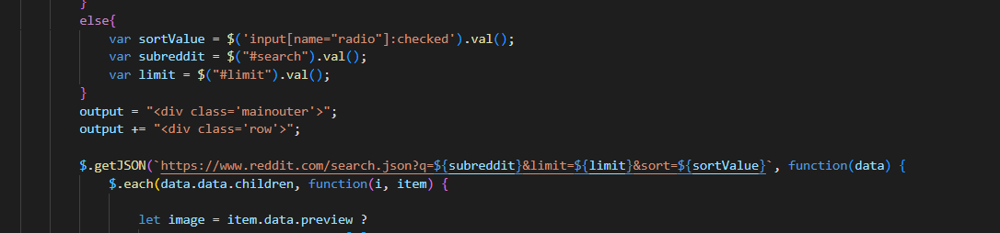 }
else{
var sortValue = $('input[name="radio"]:checked').val();
var subreddit = $("#search").val();
var limit = $("#limit").val();
}
output = "<div class='mainouter'>";
output += "<div class='row'>";
$.getJSON(`https://www.reddit.com/search.json?q=${subreddit}&limit=${limit}&sort=${sortValue}`, function(data) {
$.each(data.data.children, function(i, item) {
let image = item.data.preview ?